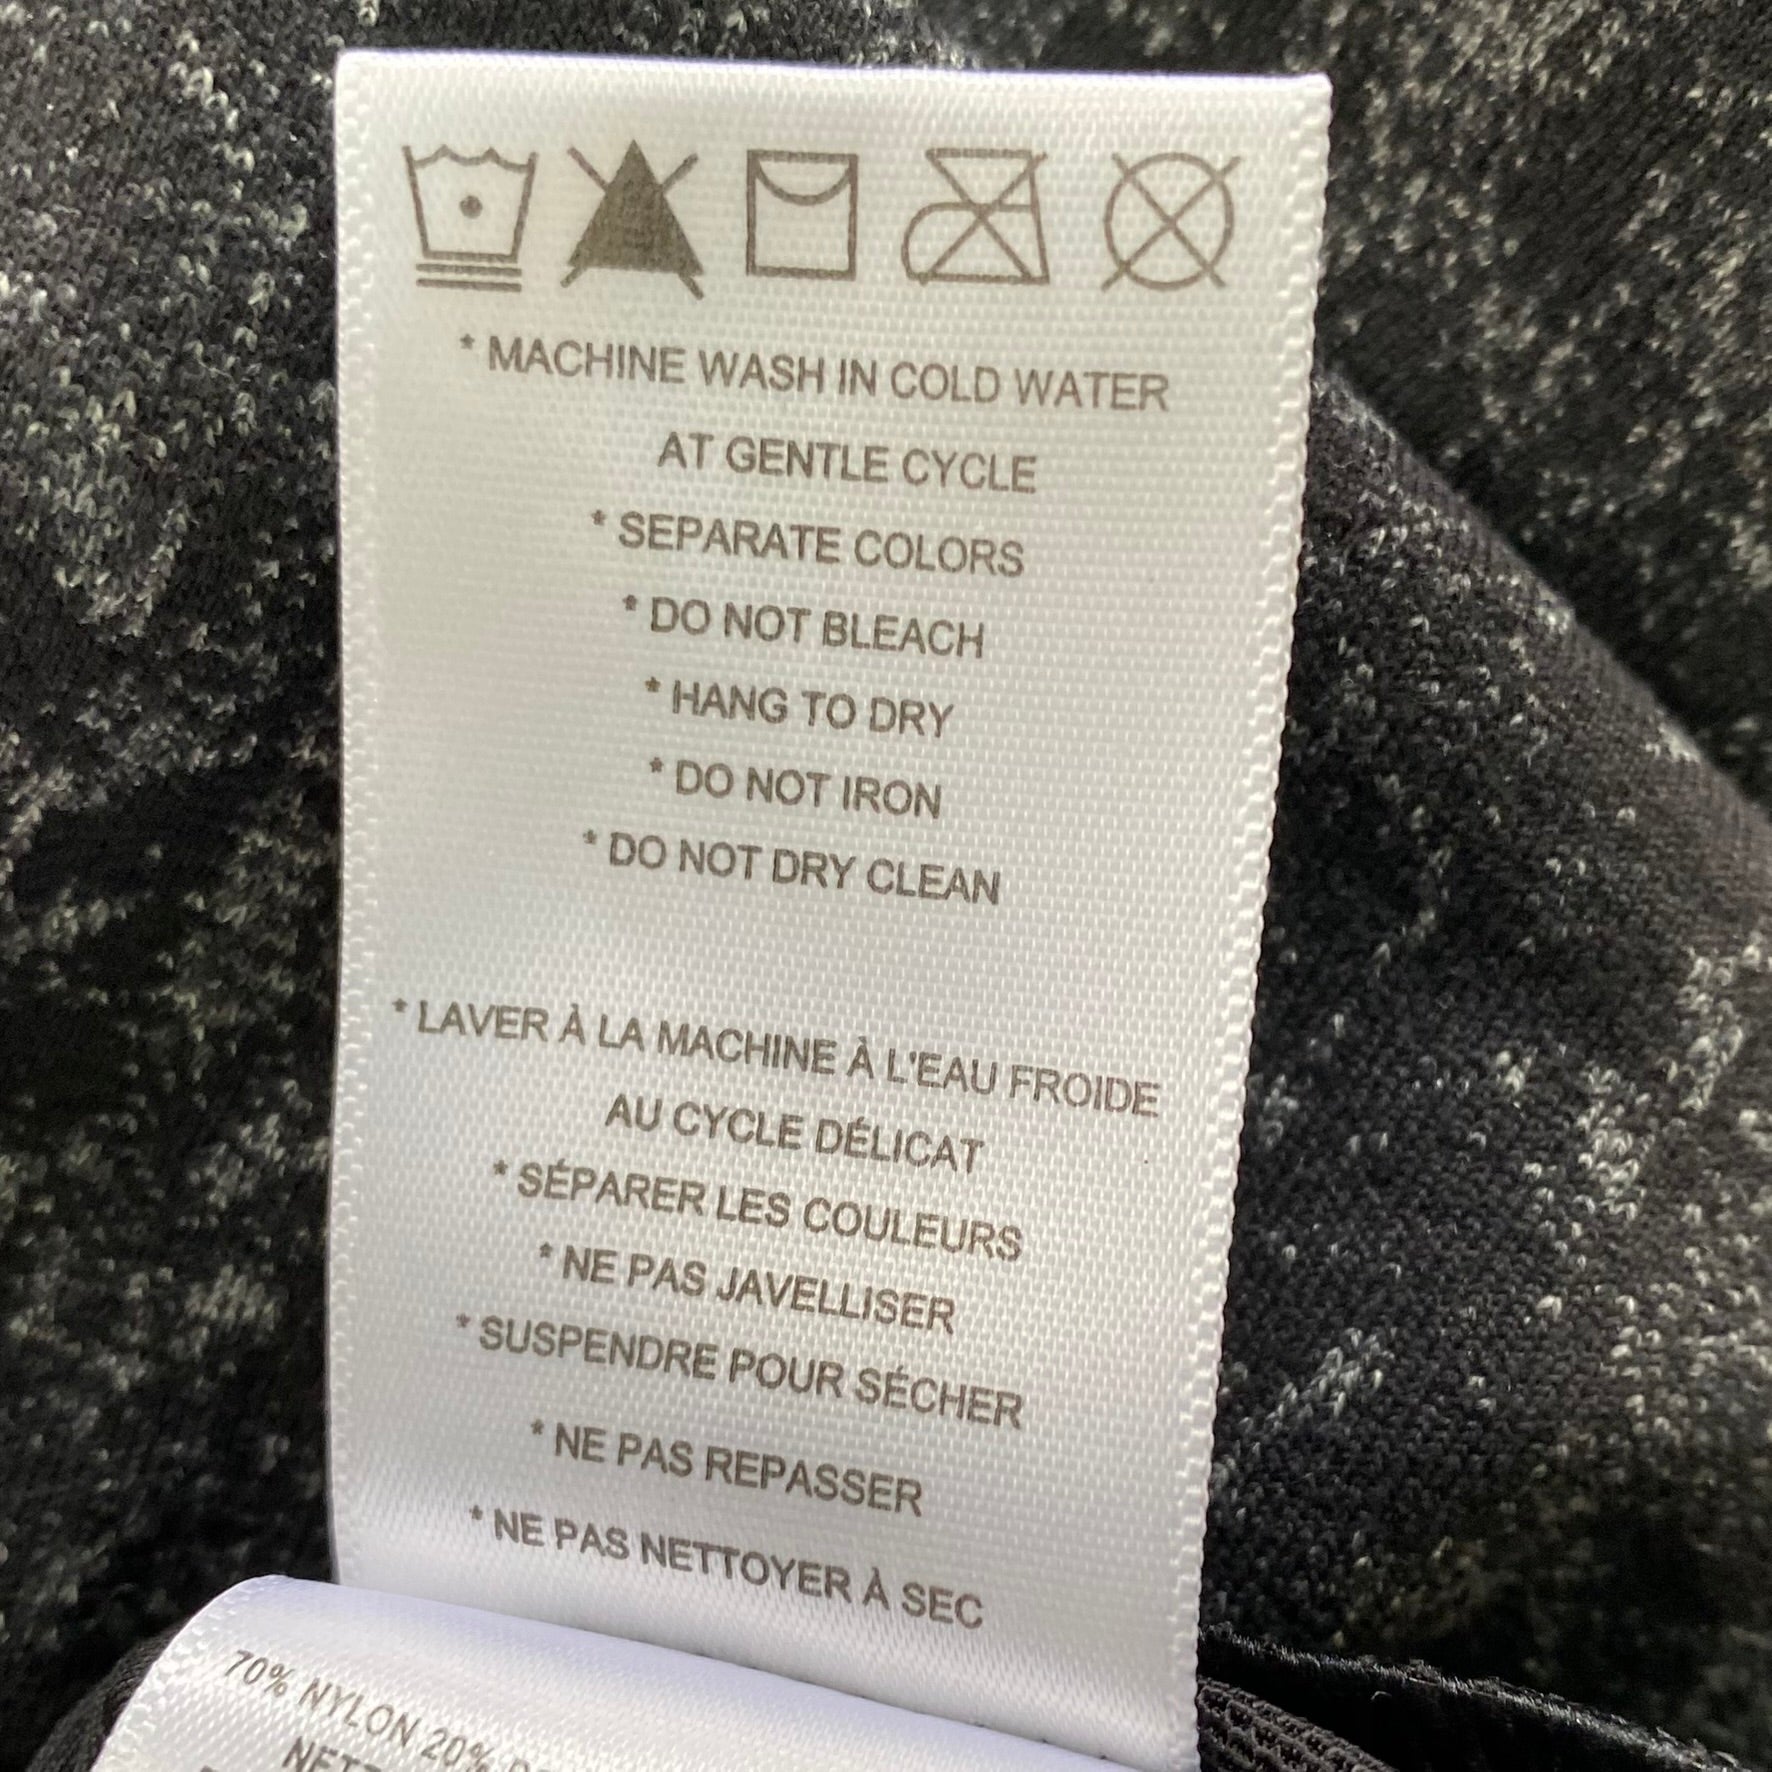 * MACHINE WASH IN COLD WATER
AT GENTLE CYCLE
* SEPARATE COLORS
* DO NOT BLEACH
* HANG TO DRY
* DO NOT IRON
* DO NOT DRY CLEAN
* LAVER À LA MACHINE À L'EAU FROIDE
AU CYCLE DÉLICAT
* SÉPARER LES COULEURS
* NE PAS JAVELLISER
* SUSPENDRE POUR SÉCHER
* NE PAS REPASSER
* NE PAS NETTOYER À SEC
70% NYLON 20%